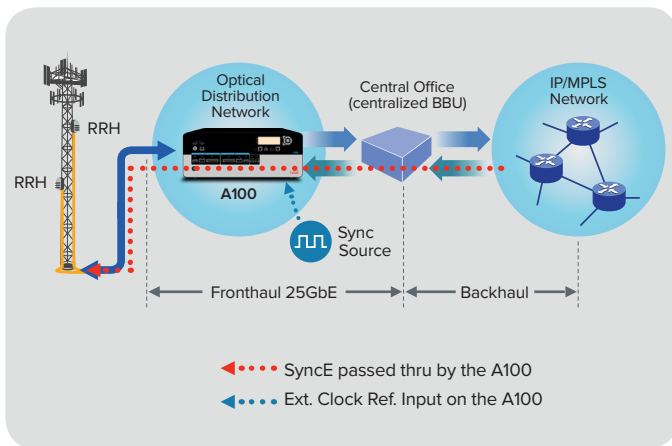 Optical
Distribution
Network
Central Office
(centralized BBU)
IP/MPLS
Network
RRH
RRH
A100
Sync
Source
Fronthaul 25GbE
Backhaul
SyncE passed thru by the A100
Ext. Clock Ref. Input on the A100